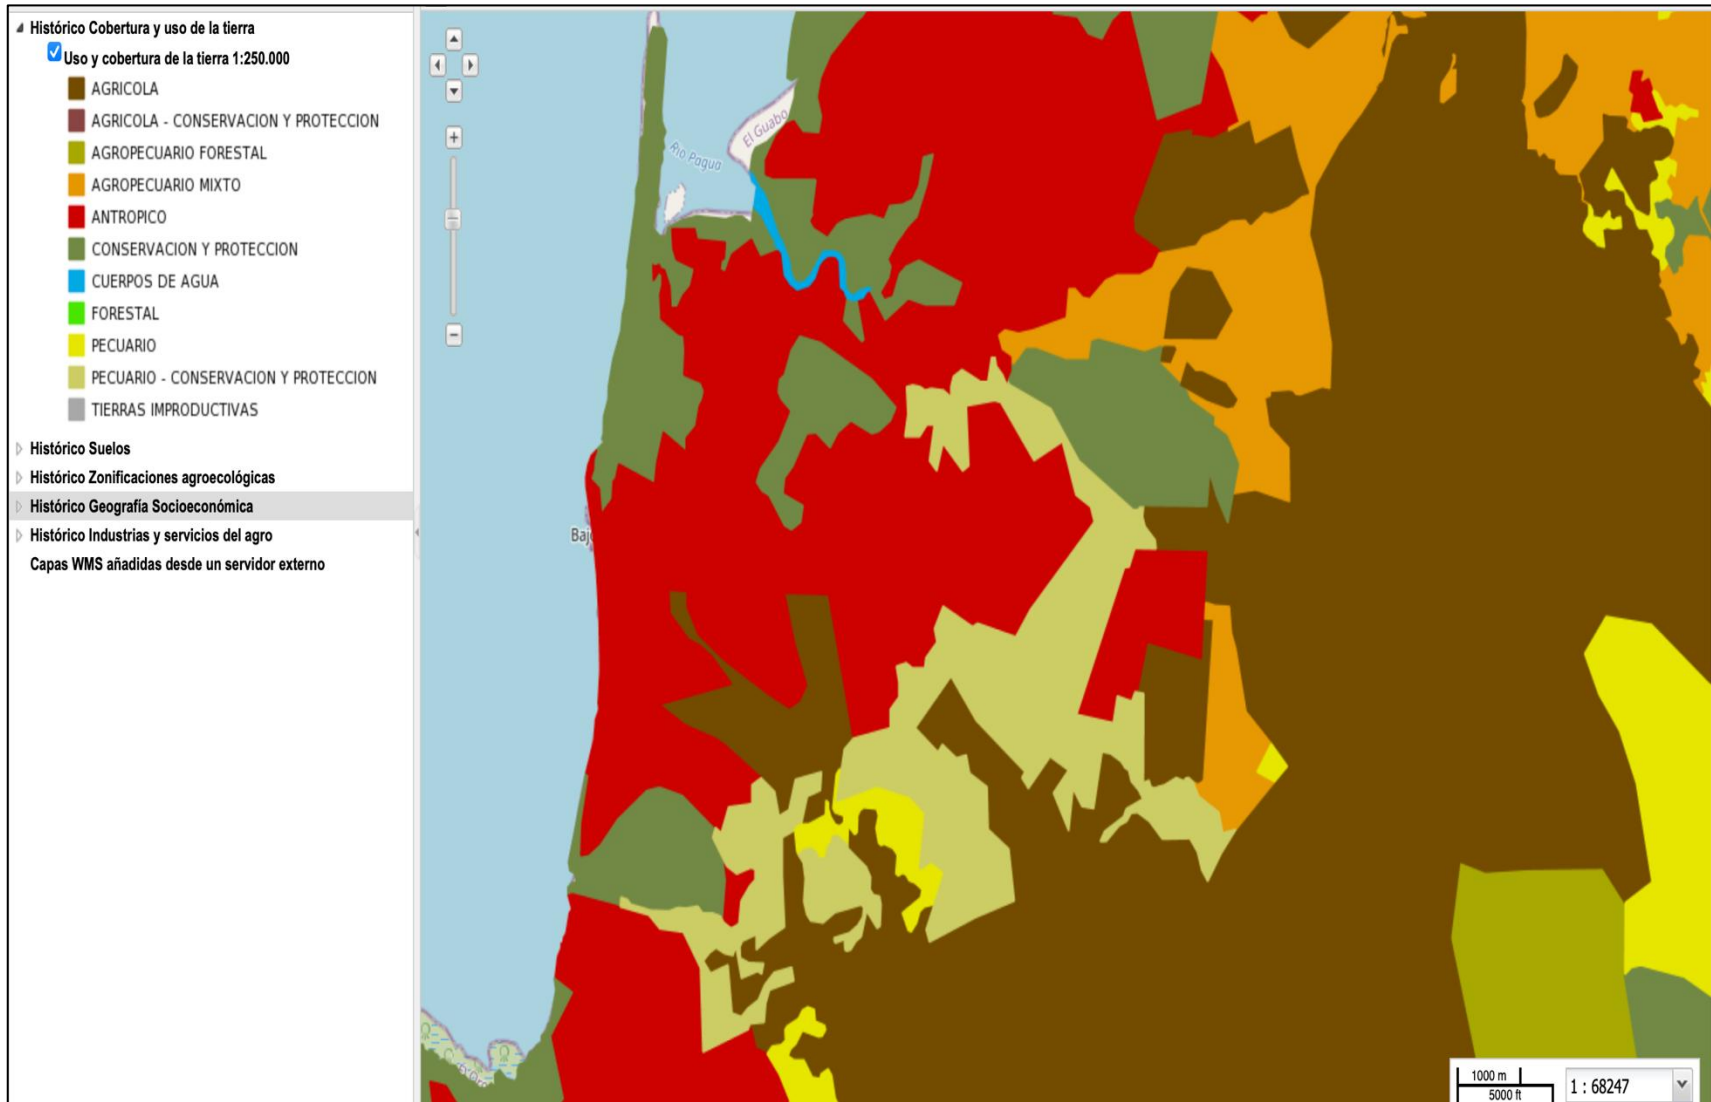 Histórico Cobertura y uso de la tierra
Uso y cobertura de la tierra 1:250.000
AGRICOLA
AGRICOLA - CONSERVACION Y PROTECCION
AGROPECUARIO FORESTAL
AGROPECUARIO MIXTO
ANTROPICO
CONSERVACION Y PROTECCION
CUERPOS DE AGUA
FORESTAL
PECUARIO
PECUARIO - CONSERVACION Y PROTECCION
TIERRAS IMPRODUCTIVAS
Histórico Suelos
Histórico Zonificaciones agroecológicas
Histórico Geografía Socioeconómica
Histórico Industrias y servicios del agro
Capas WMS añadidas desde un servidor externo
El Guabo
Río Pagua
1000 m
5000 ft
1 : 68247